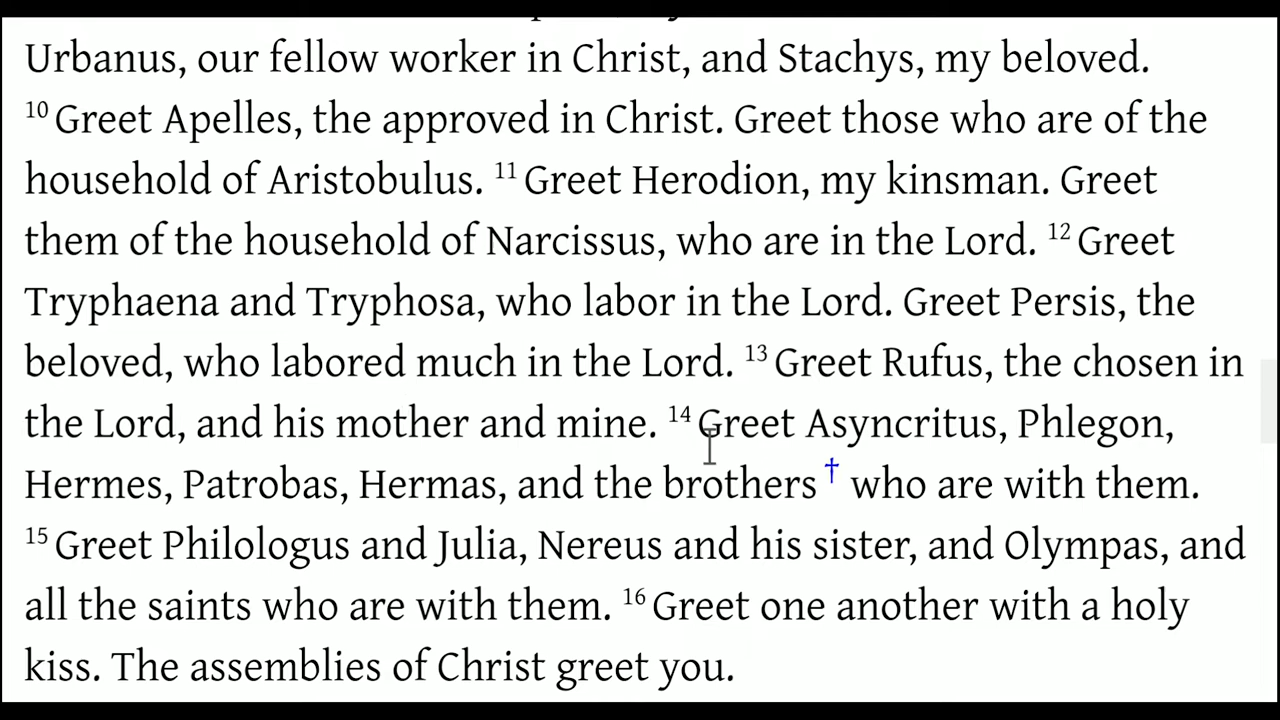 Urbanus, our fellow worker in Christ, and Stachys, my beloved.
10 Greet Apelles, the approved in Christ. Greet those who are of the
household of Aristobulus. 11 Greet Herodion, my kinsman. Greet
them of the household of Narcissus, who are in the Lord. 12 Greet
Tryphaena and Tryphosa, who labor in the Lord. Greet Persis, the
beloved, who labored much in the Lord. 13 Greet Rufus, the chosen in
the Lord, and his mother and mine. 14 Greet Asyncritus, Phlegon,
Hermes, Patrobas, Hermas, and the brothers † who are with them.
15 Greet Philologus and Julia, Nereus and his sister, and Olympas, and
all the saints who are with them. 16 Greet one another with a holy
kiss. The assemblies of Christ greet you.